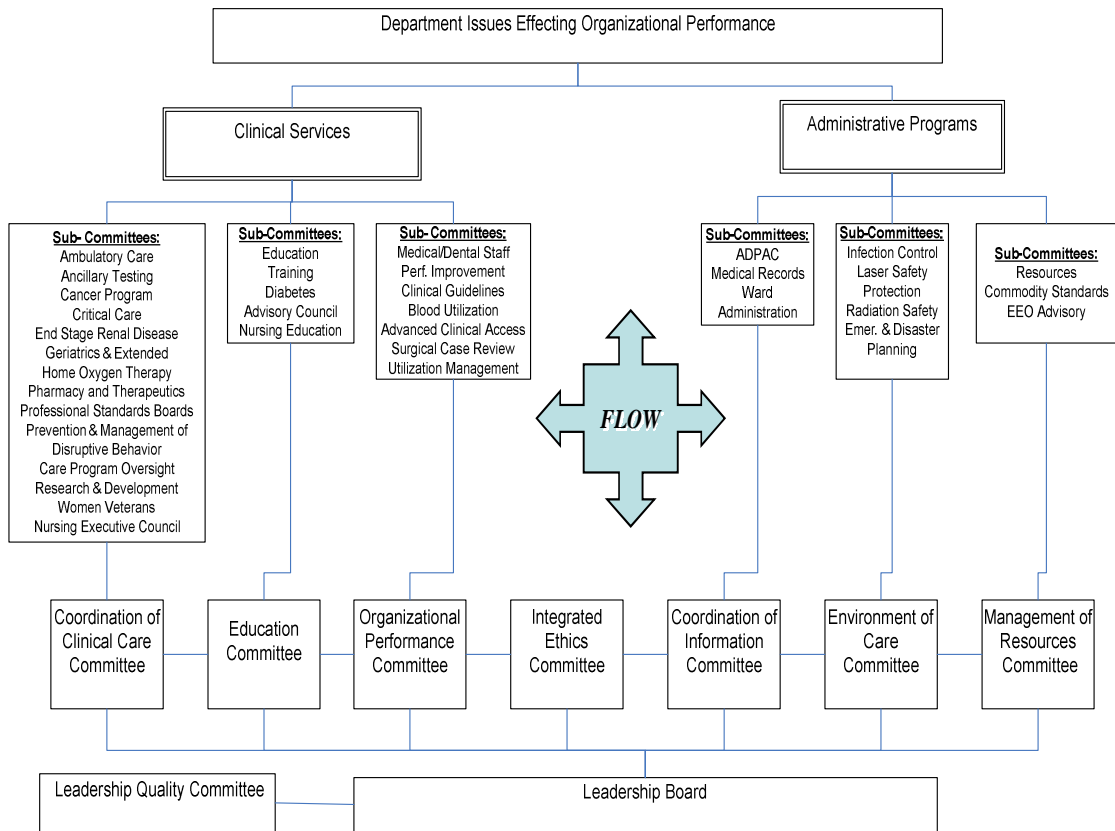 Department Issues Effecting Organizational Performance
Clinical Services
Administrative Programs
Sub- Committees:
Ambulatory Care
Ancillary Testing
Cancer Program
Critical Care
End Stage Renal Disease
Geriatrics & Extended
Home Oxygen Therapy
Pharmacy and Therapeutics
Professional Standards Boards
Prevention & Management of
Disruptive Behavior
Care Program Oversight
Research & Development
Women Veterans
Nursing Executive Council
Sub-Committees:
Education
Training
Diabetes
Advisory Council
Nursing Education
Sub- Committees:
Medical/Dental Staff
Perf. Improvement
Clinical Guidelines
Blood Utilization
Advanced Clinical Access
Surgical Case Review
Utilization Management
Sub-Committees:
ADPAC
Medical Records
Ward
Administration
Sub-Committees:
Infection Control
Laser Safety
Protection
Radiation Safety
Emer. & Disaster
Planning
Sub-Committees:
Resources
Commodity Standards
EEO Advisory
FLOW
Coordination of
Clinical Care
Committee
Education
Committee
Organizational
Performance
Committee
Integrated
Ethics
Committee
Coordination of
Information
Committee
Environment of
Care
Committee
Management of
Resources
Committee
Leadership Quality Committee
Leadership Board